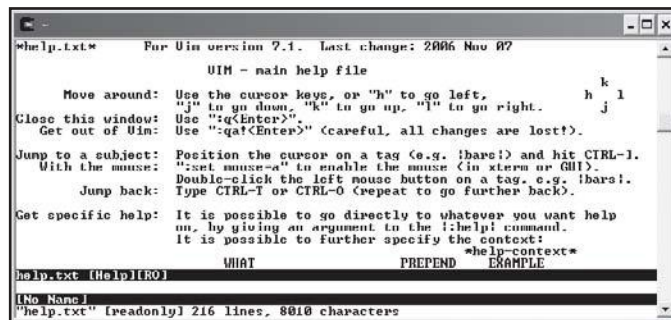 *help.txt*      For Vim version 7.1.  Last change: 2006 Nov 07
VIM - main help file
k
Move around:  Use the cursor keys, or "h" to go left,          h   l
"j" to go down, "k" to go up, "l" to go right.     j
Close this window:  Use ":q<Enter>".
Get out of Vim:  Use ":qa!<Enter>" (careful, all changes are lost!).
Jump to a subject:  Position the cursor on a tag (e.g. |bars|) and hit CTRL-].
With the mouse:  ":set mouse=a" to enable the mouse (in xterm or GUI).
Double-click the left mouse button on a tag, e.g. |bars|.
Jump back:  Type CTRL-T or CTRL-O (repeat to go further back).
Get specific help:  It is possible to go directly to whatever you want help
on, by giving an argument to the |:help| command.
It is possible to further specify the context:
*help-context*
WHAT                  PREPEND    EXAMPLE
help.txt [Help][RO]
[No Name]
"help.txt" [readonly] 216 lines, 8010 characters